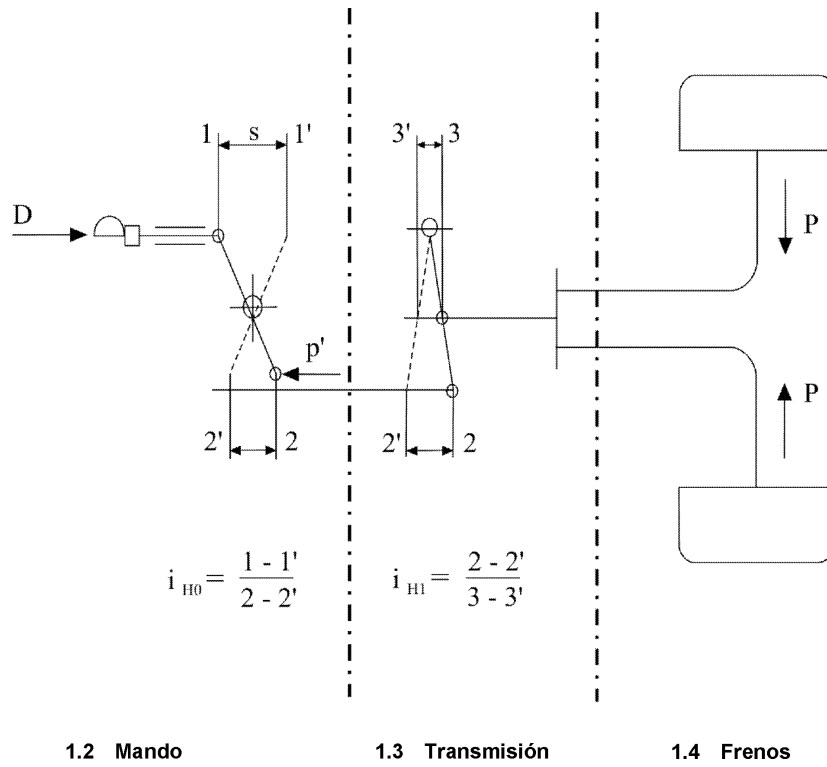 1 s 1' 3' 3
D
P
p'
P
2' 2 2' 2
i H0 = 1 - 1' / 2 - 2' i H1 = 2 - 2' / 3 - 3'
1.2 Mando 1.3 Transmisión 1.4 Frenos